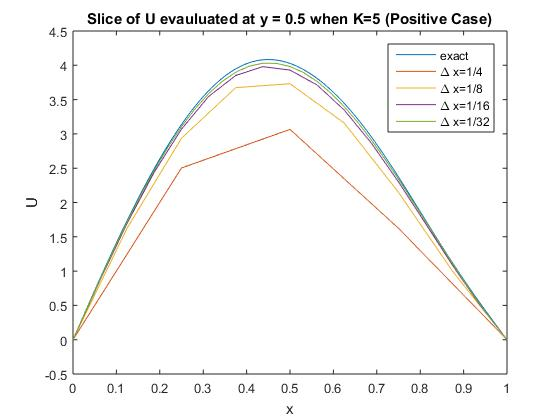 Slice of U evauluated at y = 0.5 when K=5 (Positive Case)
4.5
4
3.5
3
2.5
2
1.5
1
0.5
0
-0.5
U
exact
Δ x=1/4
Δ x=1/8
Δ x=1/16
Δ x=1/32
0 0.1 0.2 0.3 0.4 0.5 0.6 0.7 0.8 0.9 1
x